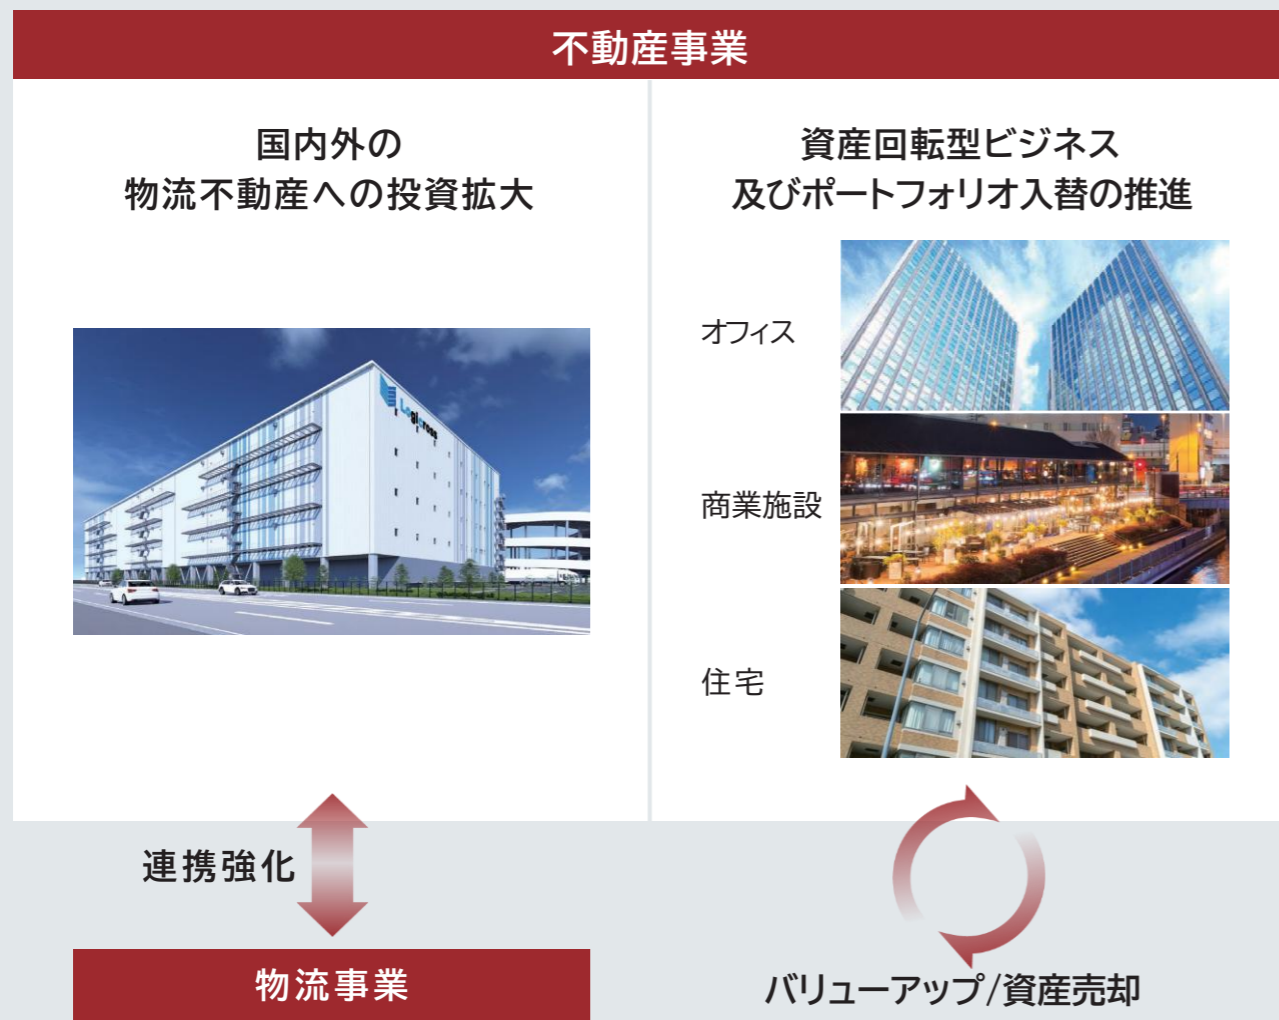 不動産事業
国内外の
物流不動産への投資拡大
Logicross
連携強化
物流事業
資産回転型ビジネス
及びポートフォリオ入替の推進
オフィス
商業施設
住宅
バリューアップ/資産売却